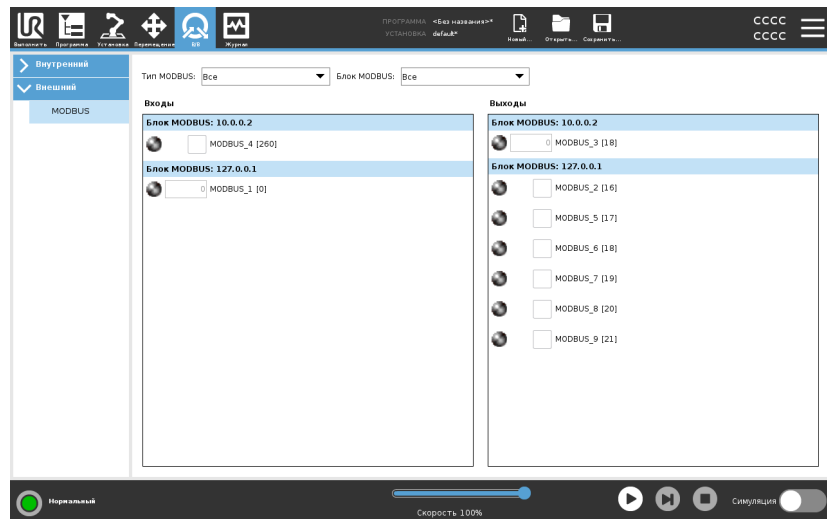 UR
Выполнить Программа Установка Перемещение В/В Журнал
ПРОГРАММА <Без названия>*
УСТАНОВКА default*
Новый... Открыть... Сохранить...
CCCC
CCCC
Внутренний
Внешний
MODBUS
Тип MODBUS: Все Блок MODBUS: Все
Входы
Блок MODBUS: 10.0.0.2
MODBUS_4 [260]
Блок MODBUS: 127.0.0.1
0 MODBUS_1 [0]
Выходы
Блок MODBUS: 10.0.0.2
0 MODBUS_3 [18]
Блок MODBUS: 127.0.0.1
MODBUS_2 [16]
MODBUS_5 [17]
MODBUS_6 [18]
MODBUS_7 [19]
MODBUS_8 [20]
MODBUS_9 [21]
Нормальный
Скорость 100%
Симуляция